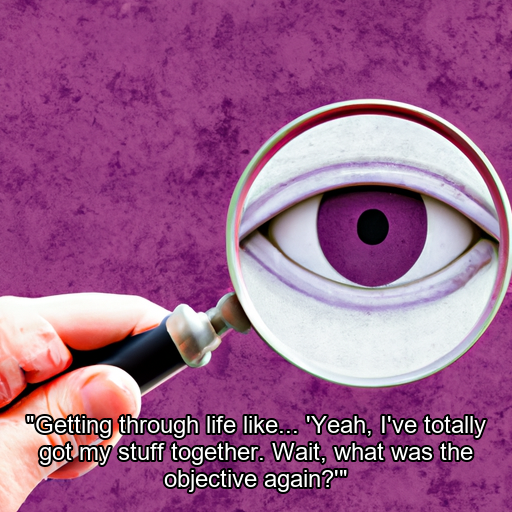 "Getting through life like... 'Yeah, I've totally
got my stuff together. Wait, what was the
objective again?'"